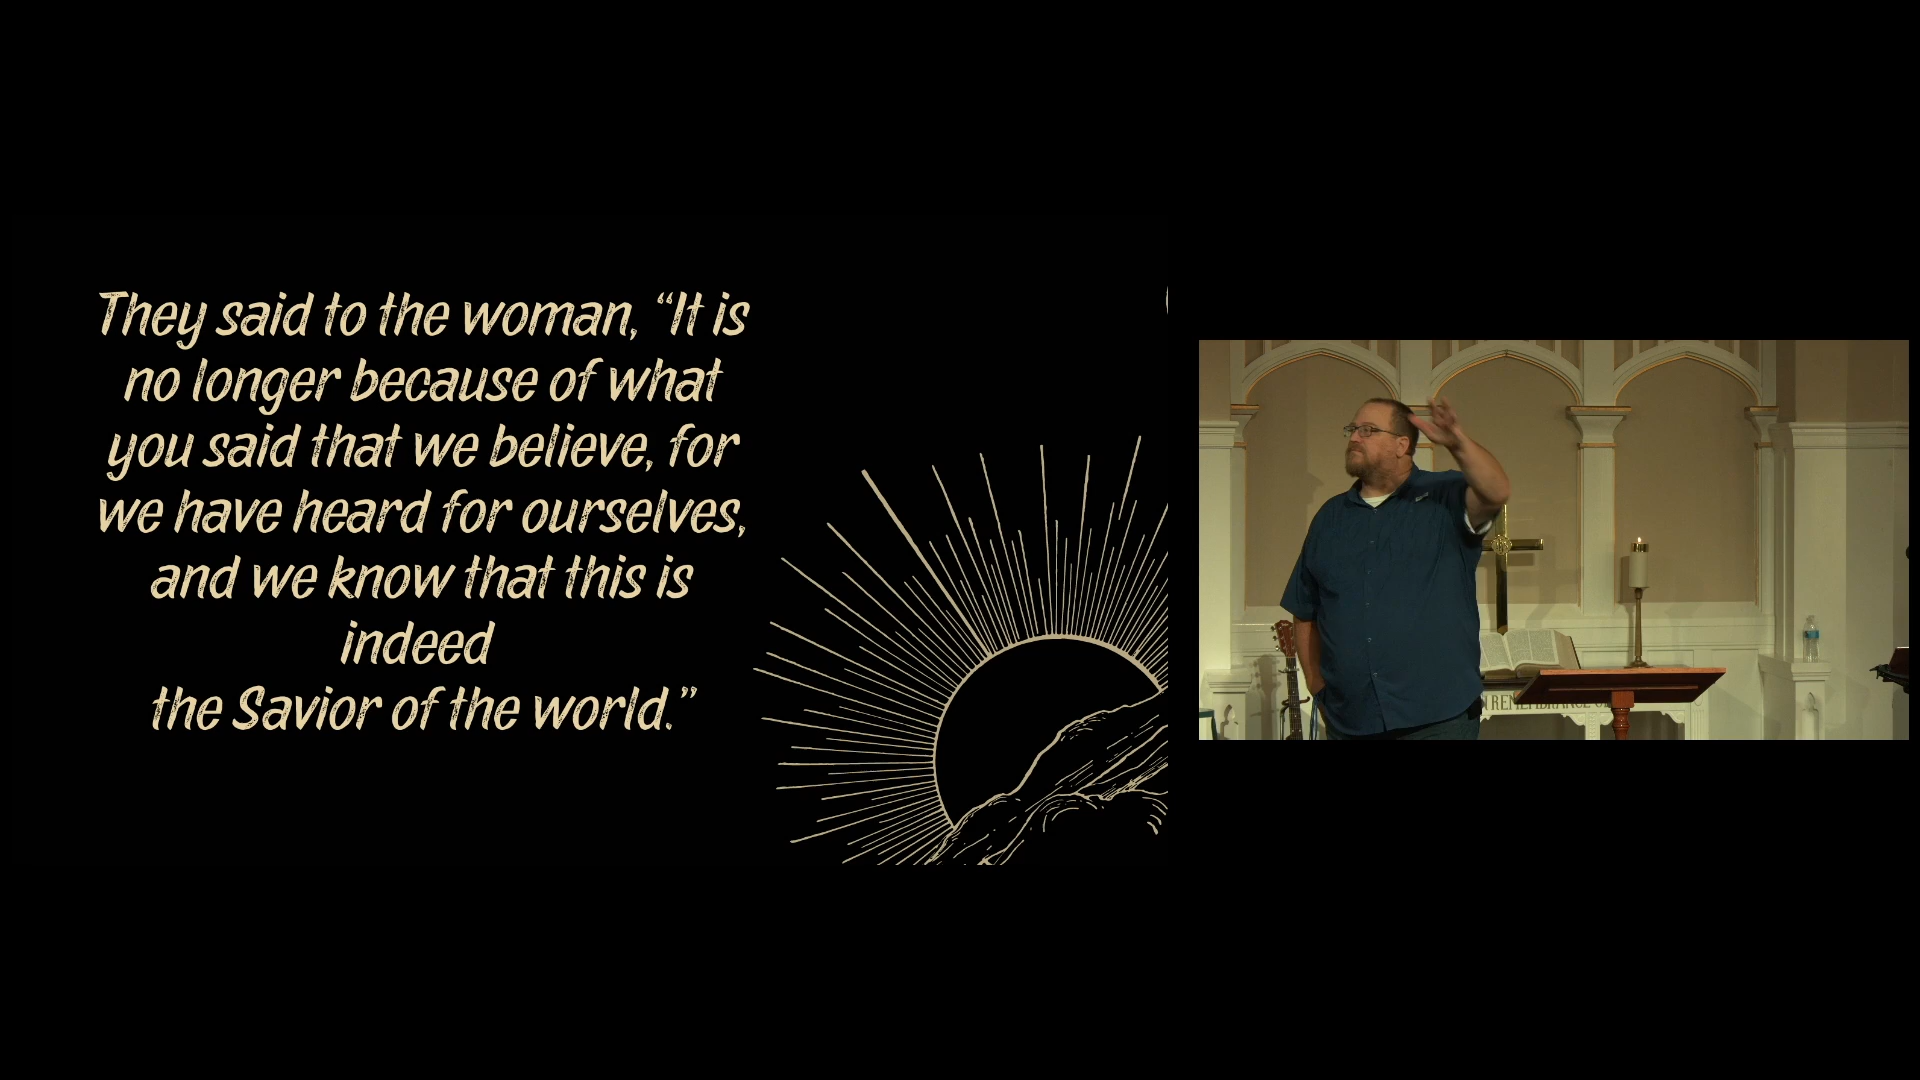 They said to the woman, “It is
no longer because of what
you said that we believe, for
we have heard for ourselves,
and we know that this is
indeed
the Savior of the world.”
REMEMBRANCE